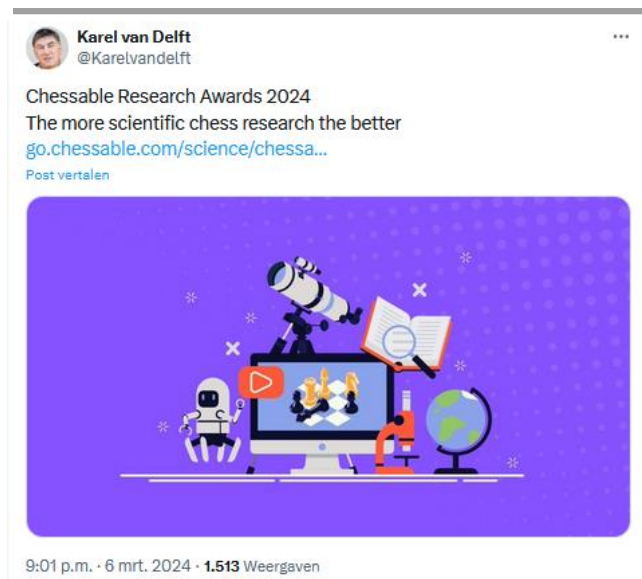 Karel van Delft
@Karelvandelft
Chessable Research Awards 2024
The more scientific chess research the better
go.chessable.com/science/chessa...
Post vertalen
9:01 p.m. · 6 mrt. 2024 · 1.513 Weergaven